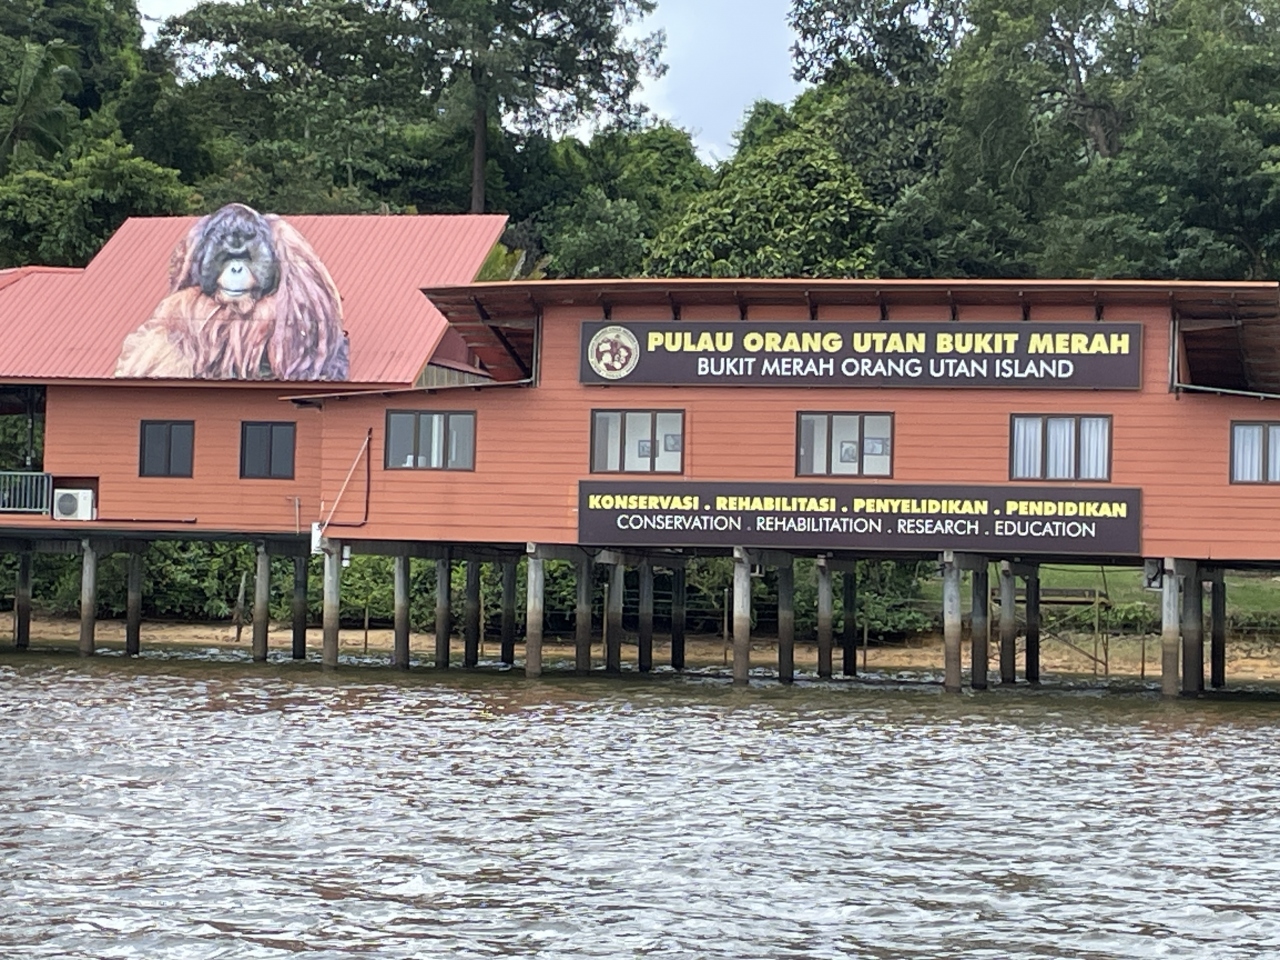 PULAU ORANG UTAN BUKIT MERAH
BUKIT MERAH ORANG UTAN ISLAND
KONSERVASI . REHABILITASI . PENYELIDIKAN . PENDIDIKAN
CONSERVATION . REHABILITATION . RESEARCH . EDUCATION